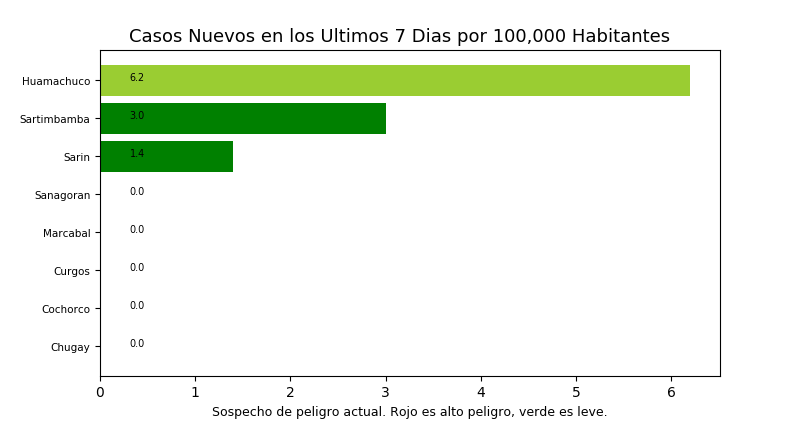 Casos Nuevos en los Ultimos 7 Dias por 100,000 Habitantes
Huamachuco 6.2
Sartimbamba 3.0
Sarin 1.4
Sanagoran 0.0
Marcabal 0.0
Curgos 0.0
Cochorco 0.0
Chugay 0.0
0 1 2 3 4 5 6
Sospecho de peligro actual. Rojo es alto peligro, verde es leve.